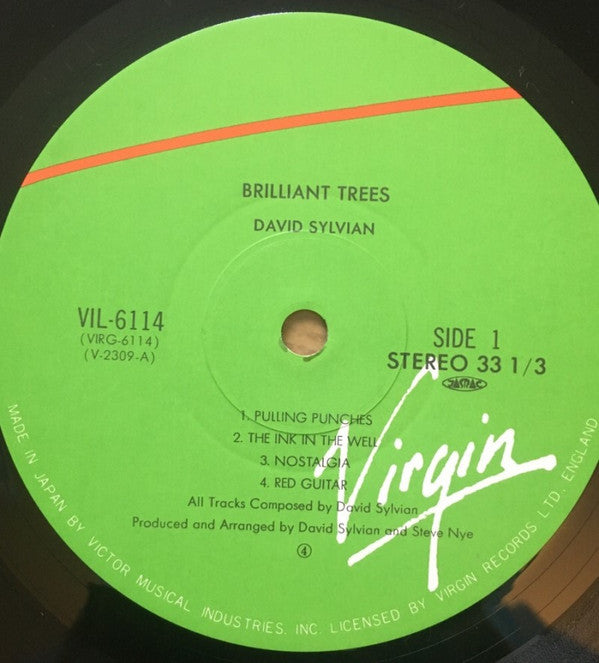 BRILLIANT TREES
DAVID SYLVIAN
VIL-6114
(VIRG-6114)
(V-2309-A)
SIDE 1
STEREO 33 1/3
JASRAC
1. PULLING PUNCHES
2. THE INK IN THE WELL
3. NOSTALGIA
4. RED GUITAR
All Tracks Composed by David Sylvian
Produced and Arranged by David Sylvian and Steve Nye
④
Virgin
MADE IN JAPAN BY VICTOR MUSICAL INDUSTRIES, INC. LICENSED BY VIRGIN RECORDS LTD. ENGLAND